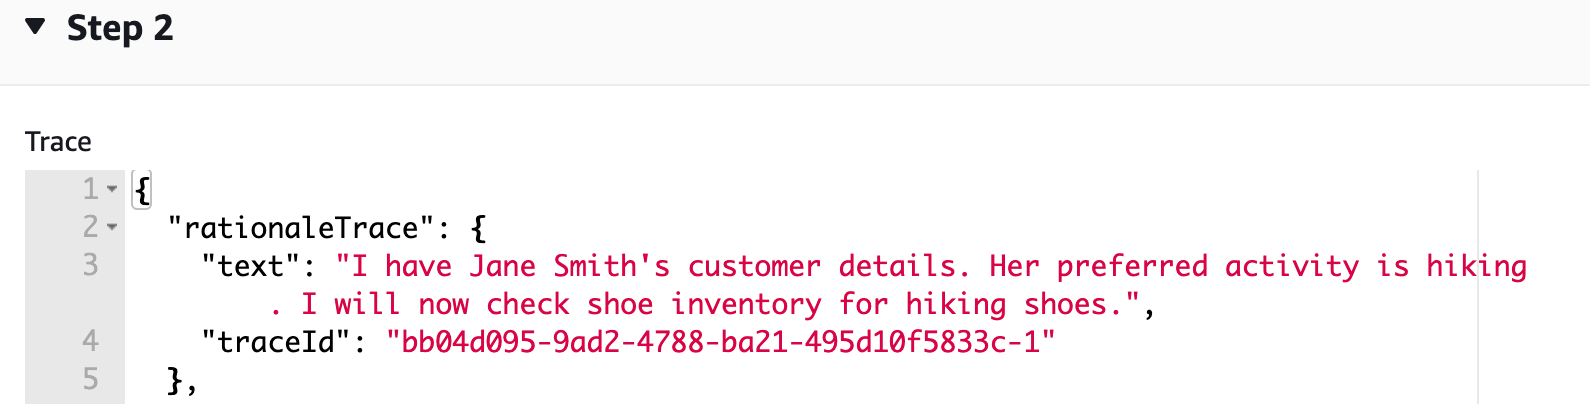 Step 2
Trace
1 {
2 "rationaleTrace": {
3 "text": "I have Jane Smith's customer details. Her preferred activity is hiking
. I will now check shoe inventory for hiking shoes.",
4 "traceId": "bb04d095-9ad2-4788-ba21-495d10f5833c-1"
5 },